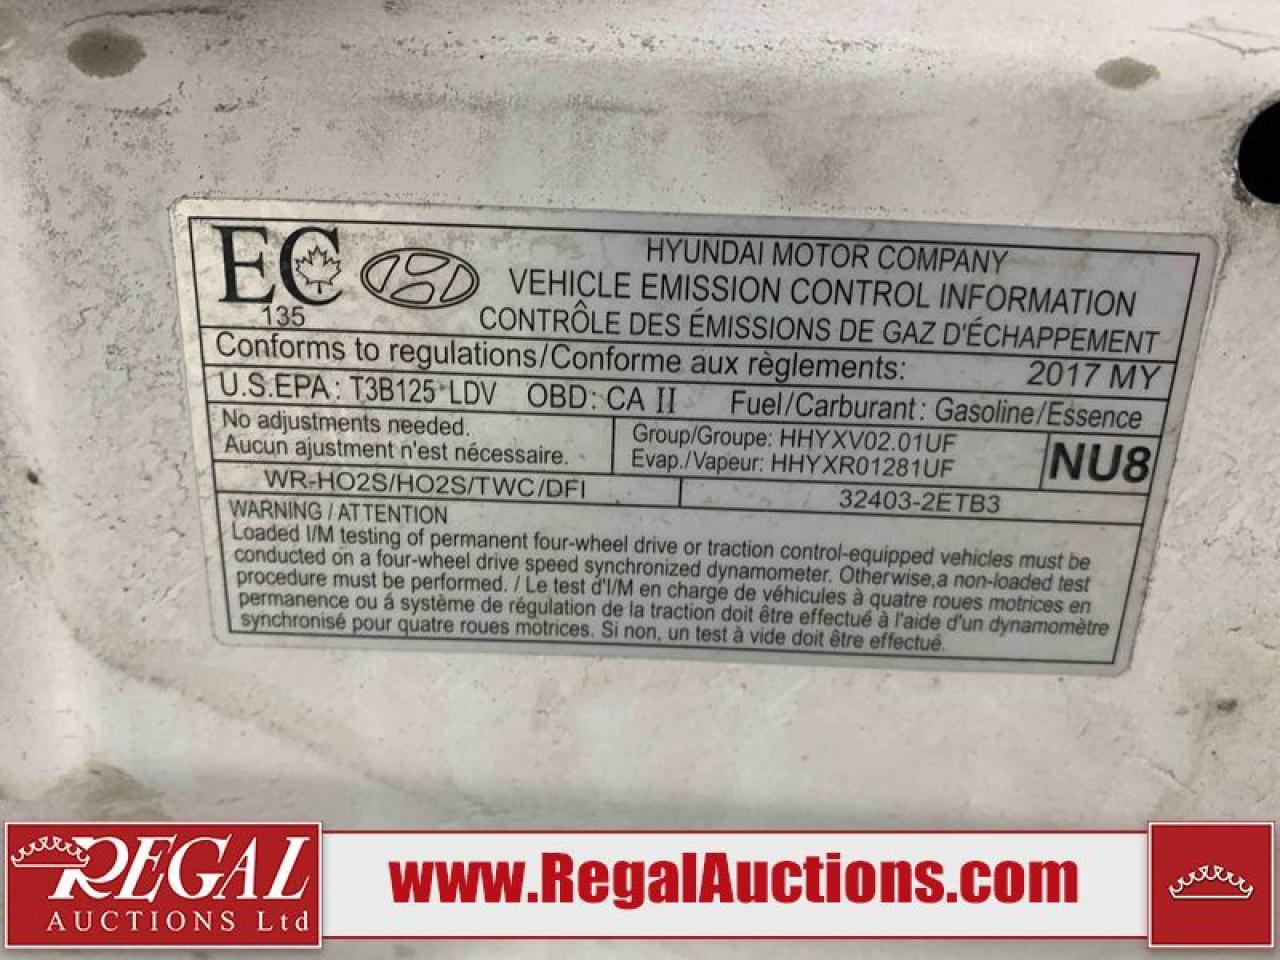 EC
135
HYUNDAI MOTOR COMPANY
VEHICLE EMISSION CONTROL INFORMATION
CONTRÔLE DES ÉMISSIONS DE GAZ D'ÉCHAPPEMENT
Conforms to regulations/Conforme aux règlements: 2017 MY
U.S.EPA: T3B125 LDV OBD: CA II Fuel/Carburant: Gasoline/Essence
No adjustments needed.
Aucun ajustment n'est nécessaire.
Group/Groupe: HHYXV02.01UF
Evap./Vapeur: HHYXR01281UF
NU8
WR-HO2S/HO2S/TWC/DFI
32403-2ETB3
WARNING / ATTENTION
Loaded I/M testing of permanent four-wheel drive or traction control-equipped vehicles must be
conducted on a four-wheel drive speed synchronized dynamometer. Otherwise,a non-loaded test
procedure must be performed. / Le test d'I/M en charge de véhicules à quatre roues motrices en
permanence ou á système de régulation de la traction doit être effectué à l'aide d'un dynamomètre
synchronisé pour quatre roues motrices. Si non, un test à vide doit être effectué.
REGAL
AUCTIONS Ltd
www.RegalAuctions.com